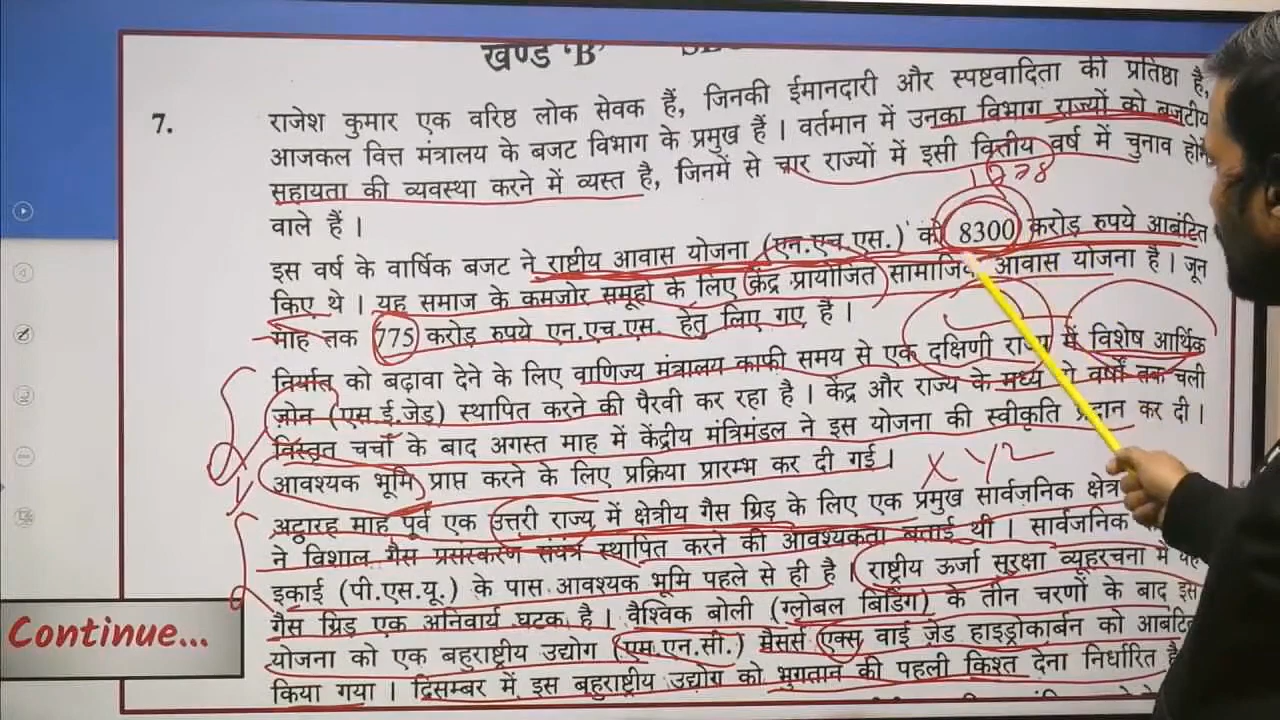 खण्ड 'B'
7.
राजेश कुमार एक वरिष्ठ लोक सेवक हैं, जिनकी ईमानदारी और स्पष्टवादिता की प्रतिष्ठा है,
आजकल वित्त मंत्रालय के बजट विभाग के प्रमुख हैं । वर्तमान में उनका विभाग राज्यों को बजटीय
सहायता की व्यवस्था करने में व्यस्त है, जिनमें से चार राज्यों में इसी वित्तीय वर्ष में चुनाव होने
वाले हैं ।
इस वर्ष के वार्षिक बजट ने राष्ट्रीय आवास योजना (एन.एच.एस.) को 8300 करोड़ रुपये आबंटित
किए थे । यह समाज के कमजोर समूहों के लिए केंद्र प्रायोजित सामाजिक आवास योजना है । जून
माह तक 775 करोड़ रुपये एन.एच.एस. हेतु लिए गए हैं ।
निर्यात को बढ़ावा देने के लिए वाणिज्य मंत्रालय काफी समय से एक दक्षिणी राज्य में विशेष आर्थिक
ज़ोन (एस.ई.जेड) स्थापित करने की पैरवी कर रहा है । केंद्र और राज्य के मध्य वर्षों तक चली
विस्तृत चर्चा के बाद अगस्त माह में केंद्रीय मंत्रिमंडल ने इस योजना की स्वीकृति प्रदान कर दी ।
आवश्यक भूमि प्राप्त करने के लिए प्रक्रिया प्रारम्भ कर दी गई ।
अट्ठारह माह पूर्व एक उत्तरी राज्य में क्षेत्रीय गैस ग्रिड के लिए एक प्रमुख सार्वजनिक क्षेत्र
ने विशाल गैस प्रसंस्करण संयंत्र स्थापित करने की आवश्यकता बताई थी । सार्वजनिक
इकाई (पी.एस.यू.) के पास आवश्यक भूमि पहले से ही है । राष्ट्रीय ऊर्जा सुरक्षा व्यूहरचना में यह
गैस ग्रिड एक अनिवार्य घटक है । वैश्विक बोली (ग्लोबल बिडिंग) के तीन चरणों के बाद इस
योजना को एक बहुराष्ट्रीय उद्योग (एम.एन.सी.) मैसर्स एक्स वाई ज़ेड हाइड्रोकार्बन को आबंटित
किया गया । दिसम्बर में इस बहुराष्ट्रीय उद्योग को भुगतान की पहली किश्त देना निर्धारित है
Continue...